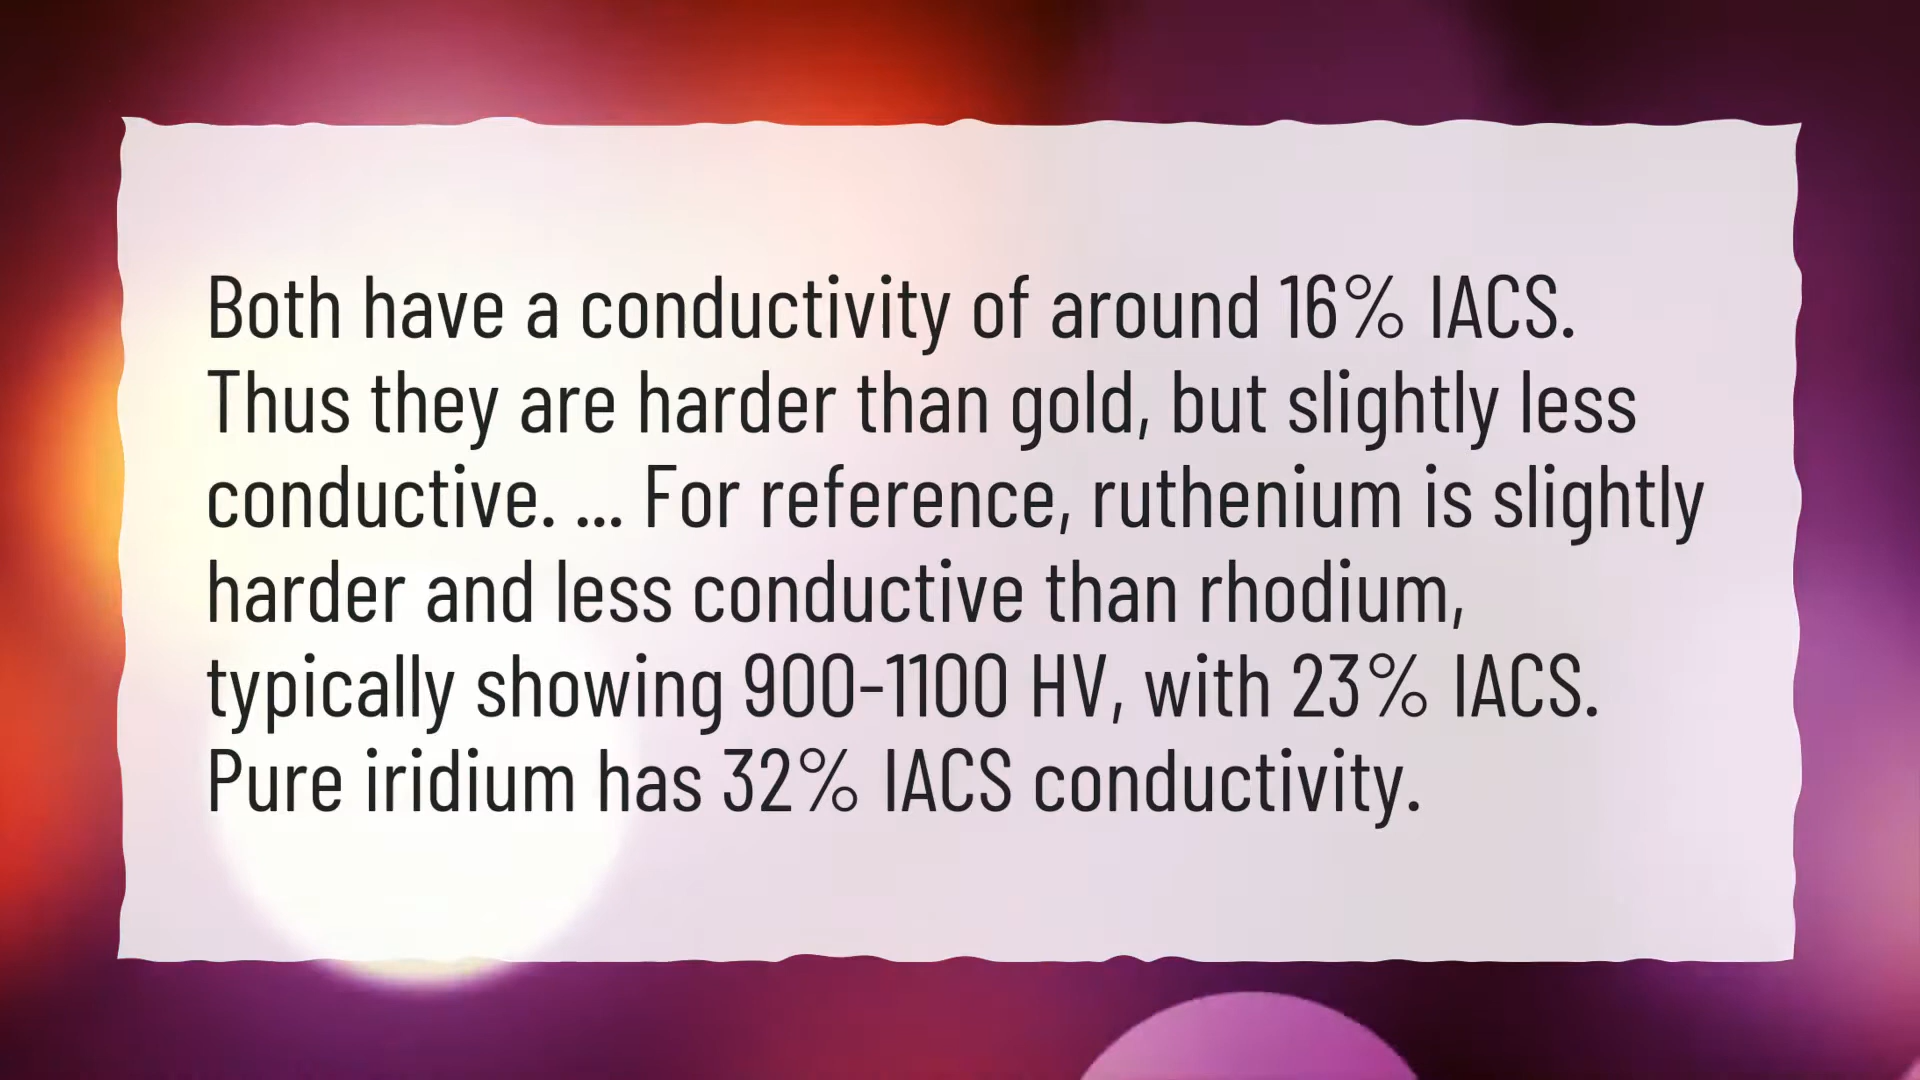 Both have a conductivity of around 16% IACS.
Thus they are harder than gold, but slightly less
conductive. ... For reference, ruthenium is slightly
harder and less conductive than rhodium,
typically showing 900-1100 HV, with 23% IACS.
Pure iridium has 32% IACS conductivity.